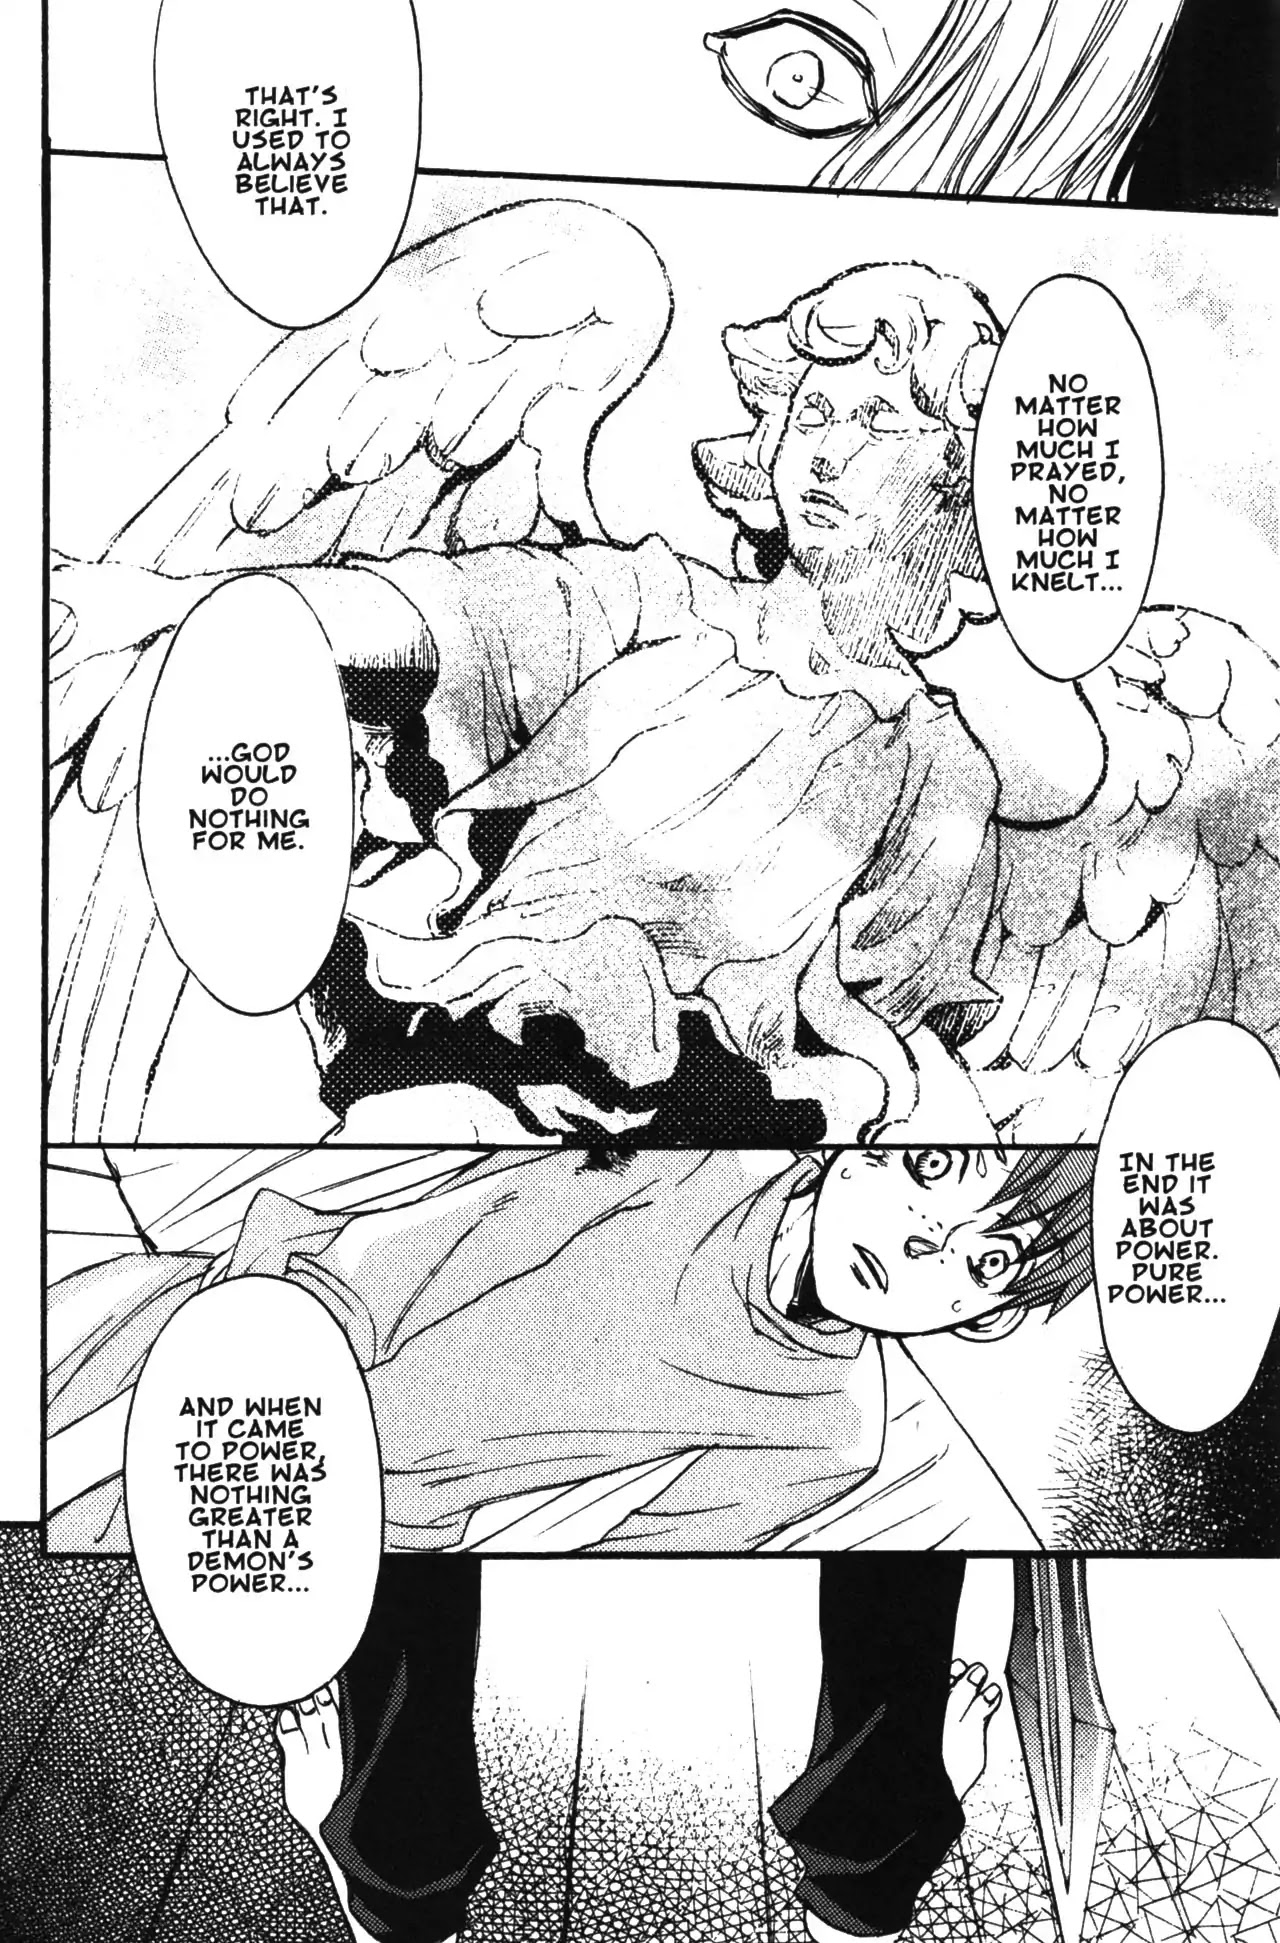 THAT'S
RIGHT. I
USED TO
ALWAYS
BELIEVE
THAT.
NO
MATTER
HOW
MUCH I
PRAYED,
NO
MATTER
HOW
MUCH I
KNELT...
...GOD
WOULD
DO
NOTHING
FOR ME.
IN THE
END IT
WAS
ABOUT
POWER.
PURE
POWER...
AND WHEN
IT CAME
TO POWER,
THERE WAS
NOTHING
GREATER
THAN A
DEMON'S
POWER...